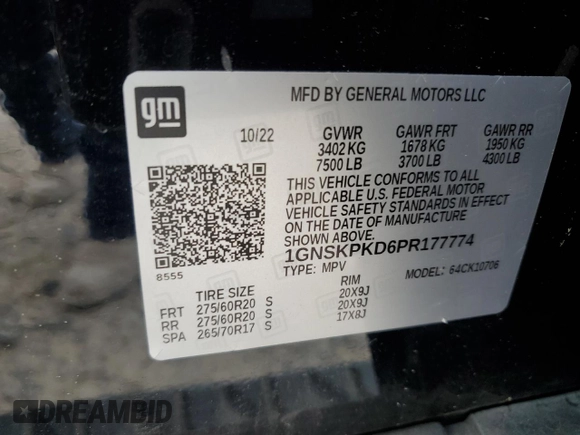 gm
MFD BY GENERAL MOTORS LLC
10/22 GVWR GAWR FRT GAWR RR
3402 KG 1678 KG 1950 KG
7500 LB 3700 LB 4300 LB
THIS VEHICLE CONFORMS TO ALL
APPLICABLE U.S. FEDERAL MOTOR
VEHICLE SAFETY STANDARDS IN EFFECT
ON THE DATE OF MANUFACTURE
SHOWN ABOVE.
1GNSKPKD6PR177774
8555
TYPE: MPV MODEL: 64CK10706
TIRE SIZE RIM
FRT 275/60R20 S 20X9J
RR 275/60R20 S 20X9J
SPA 265/70R17 S 17X8J
DREAMBID